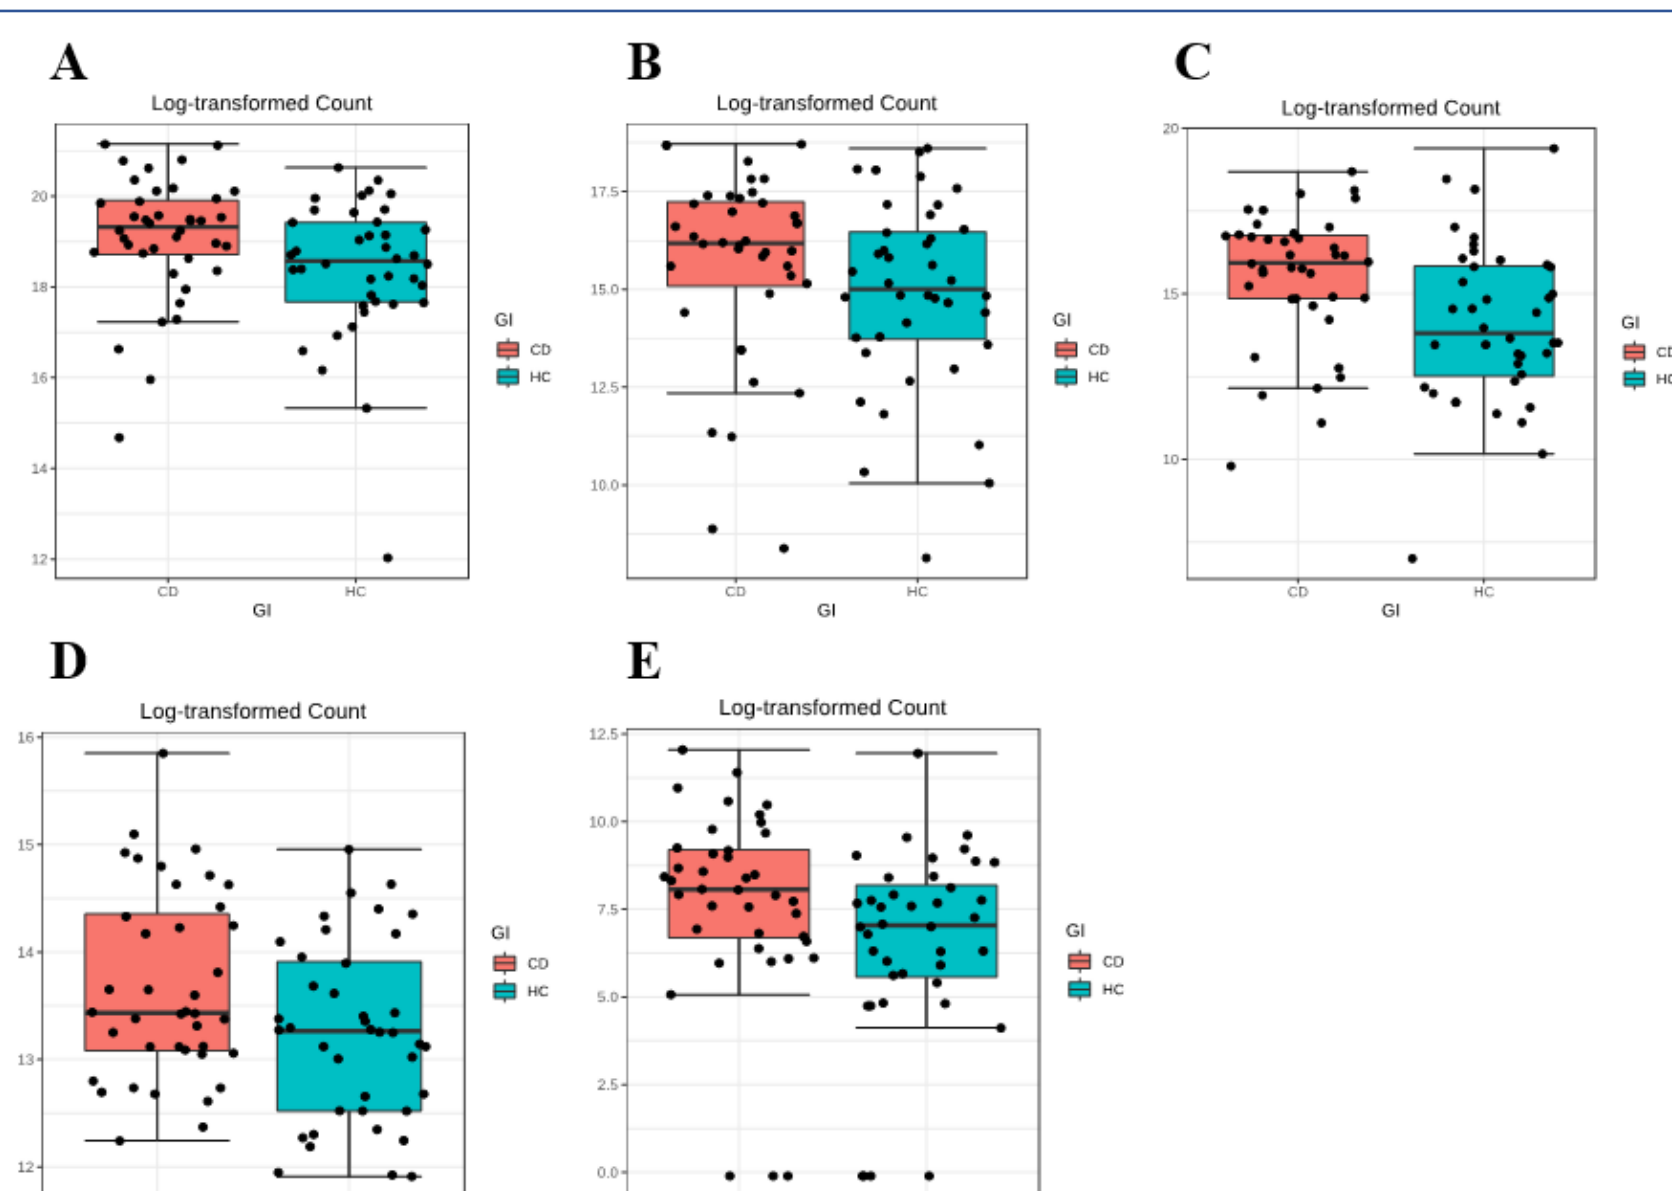 A
Log-transformed Count
20
18
16
14
12
CD
HC
GI
GI
CD
HC
B
Log-transformed Count
17.5
15.0
12.5
10.0
CD
HC
GI
GI
CD
HC
C
Log-transformed Count
20
15
10
CD
HC
GI
GI
CD
HC
D
Log-transformed Count
16
15
14
13
12
GI
CD
HC
E
Log-transformed Count
12.5
10.0
7.5
5.0
2.5
0.0
GI
CD
HC